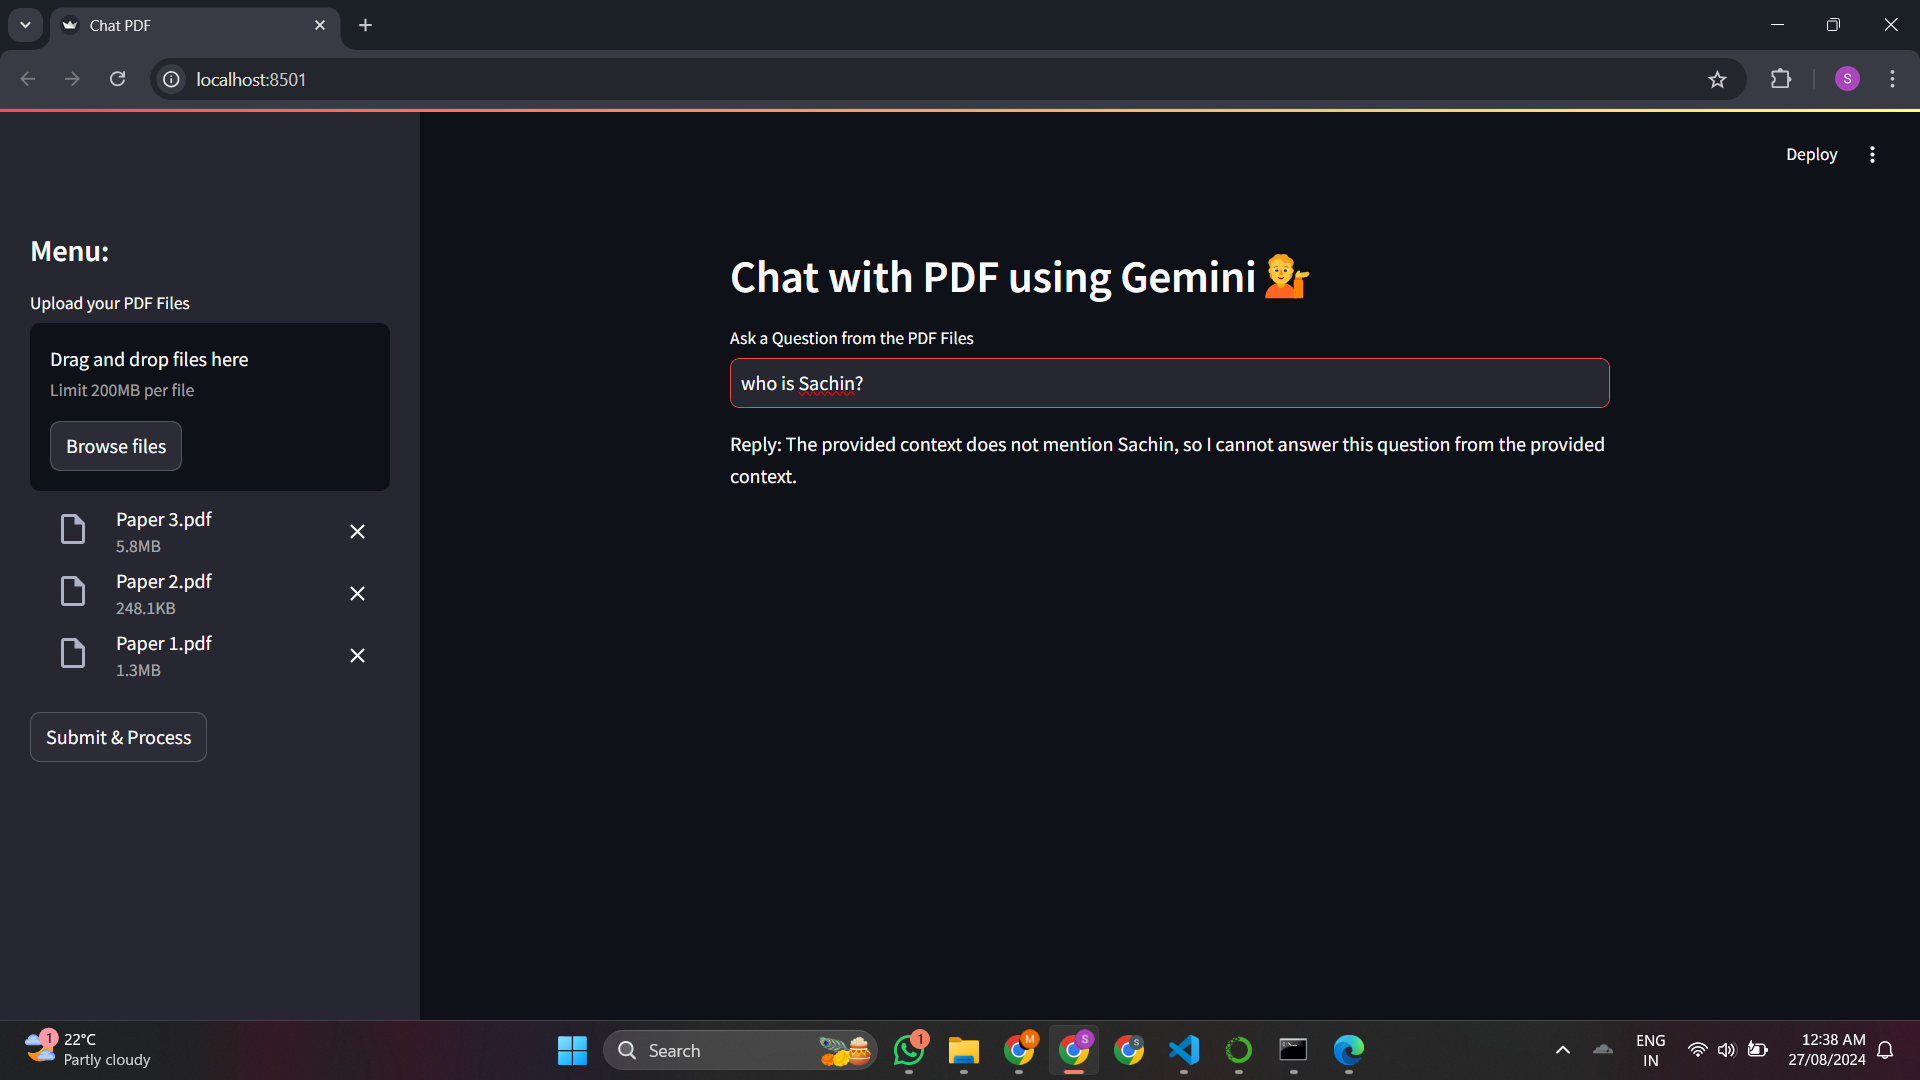 Chat PDF
localhost:8501
S
Deploy
Menu:
Upload your PDF Files
Drag and drop files here
Limit 200MB per file
Browse files
Paper 3.pdf
5.8MB
Paper 2.pdf
248.1KB
Paper 1.pdf
1.3MB
Submit & Process
Chat with PDF using Gemini
Ask a Question from the PDF Files
who is Sachin?
Reply: The provided context does not mention Sachin, so I cannot answer this question from the provided
context.
1
22°C
Partly cloudy
Search
1
M
S
S
ENG
IN
12:38 AM
27/08/2024